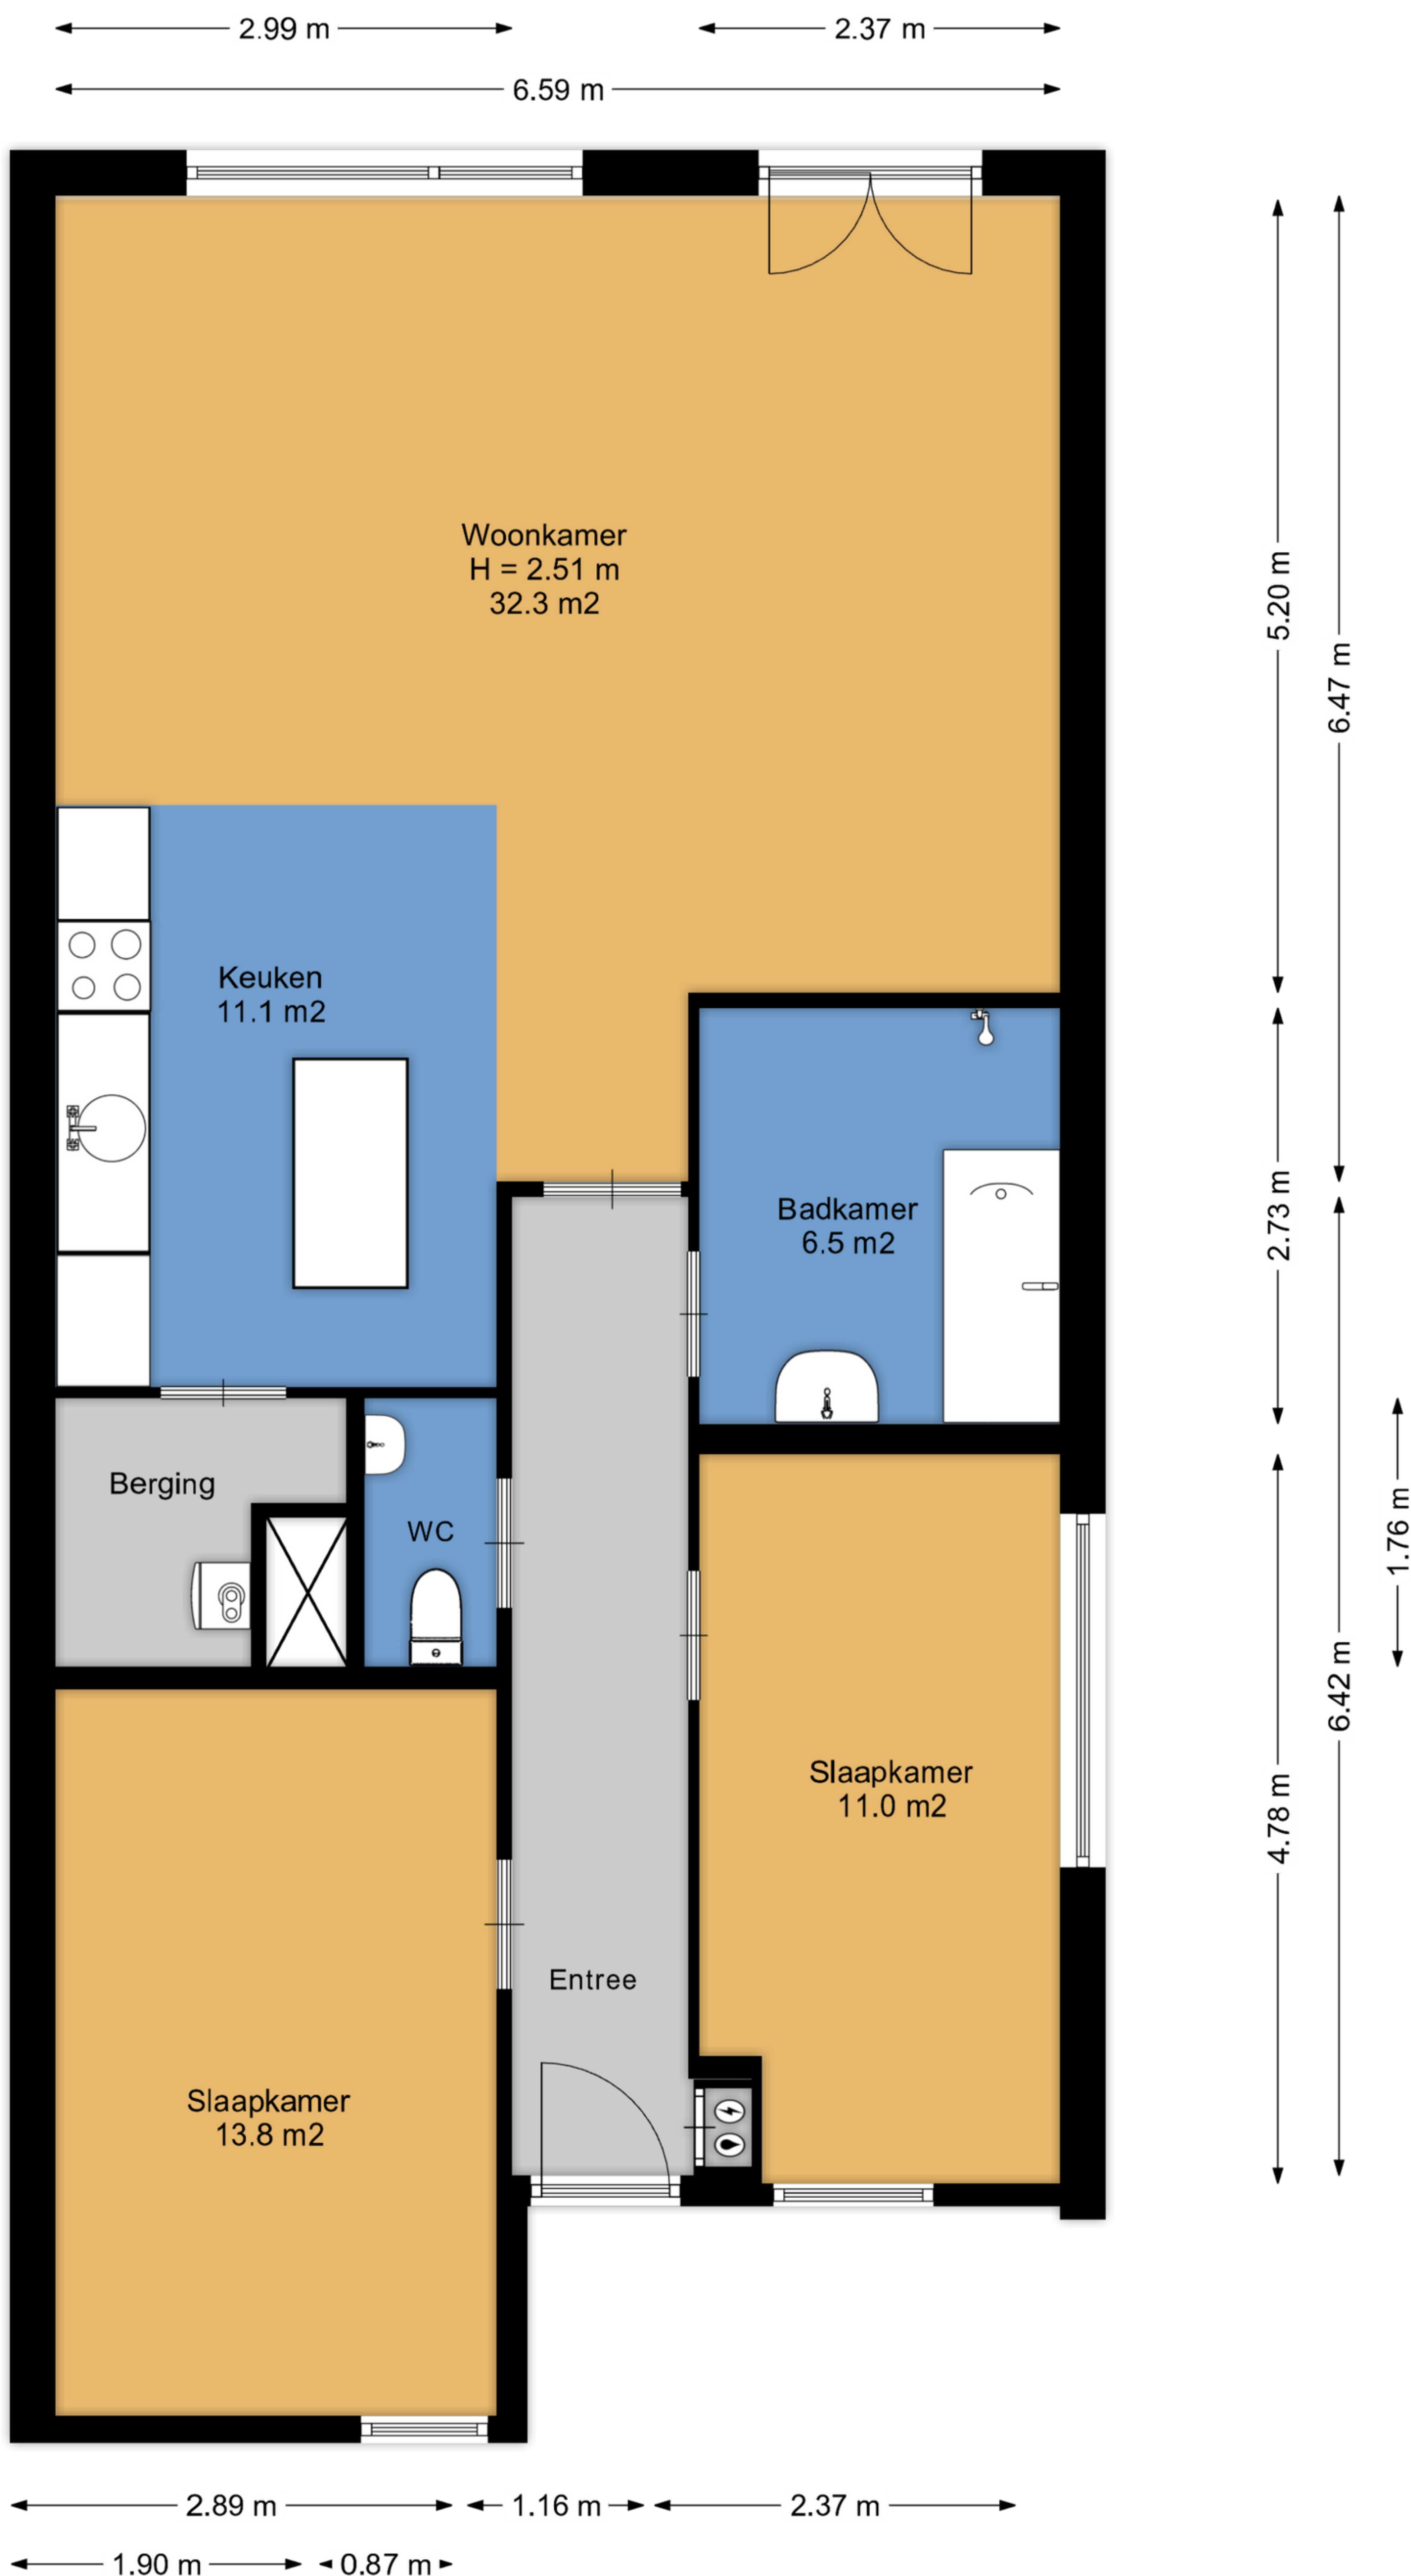 2.99 m
2.37 m
6.59 m
Woonkamer
H = 2.51 m
32.3 m2
5.20 m
6.47 m
Keuken
11.1 m2
Badkamer
6.5 m2
2.73 m
Berging
WC
1.76 m
6.42 m
Slaapkamer
11.0 m2
4.78 m
Entree
Slaapkamer
13.8 m2
2.89 m
1.16 m
2.37 m
1.90 m
0.87 m